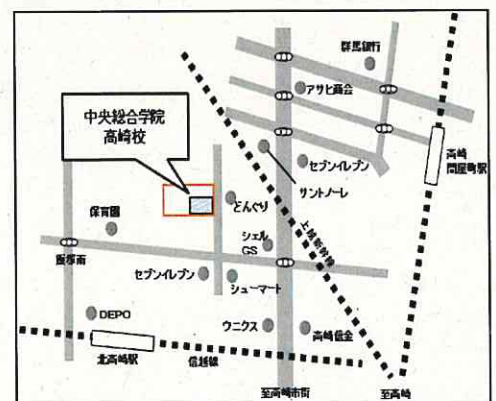 群馬銀行
アサヒ商会
中央総合学院
高崎校
高崎
問屋町駅
セブンイレブン
サントノーレ
どんぐり
保育園
上越新幹線
シェル
GS
飯塚南
セブンイレブン
シューマート
DEPO
ウニクス
高崎信金
北高崎駅
信越線
至高崎市街
至高崎